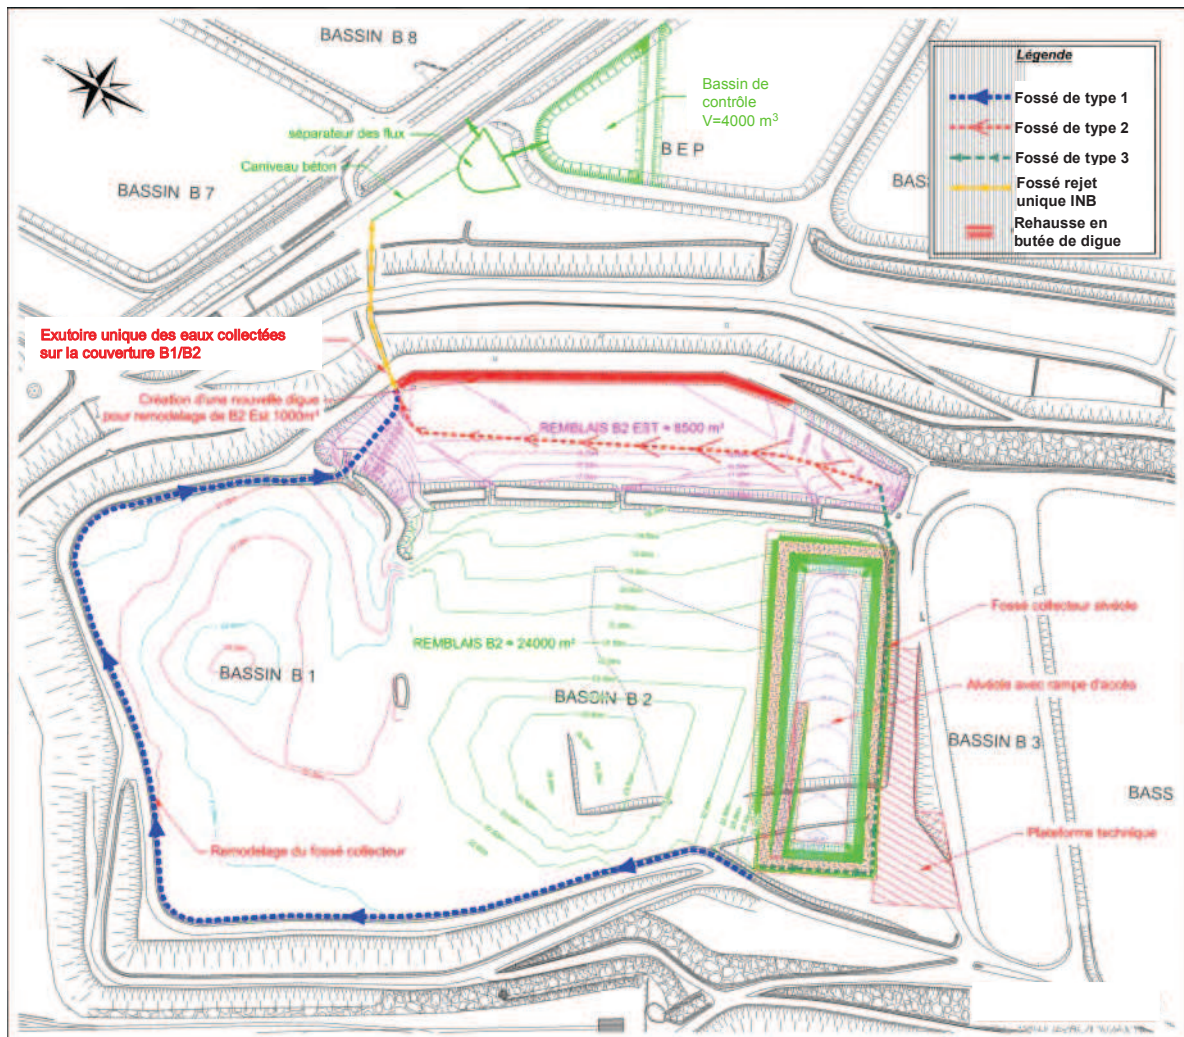 BASSIN B 8
Légende
Bassin de
contrôle
V=4000 m³
Fossé de type 1
séparateur des flux
Fossé de type 2
B E P
Fossé de type 3
Caniveau béton
BASSIN B 7
BAS
Fossé rejet
unique INB
Rehausse en
butée de digue
Exutoire unique des eaux collectées
sur la couverture B1/B2
Création d'une nouvelle digue
pour remodelage de B2 Est 1000m³
REMBLAIS B2 EST = 8500 m³
Fossé collecteur alvéole
REMBLAIS B2 = 24000 m³
BASSIN B 1
Alvéole avec rampe d'accès
BASSIN B 2
BASSIN B 3
BASS
Plateforme technique
Remodelage du fossé collecteur